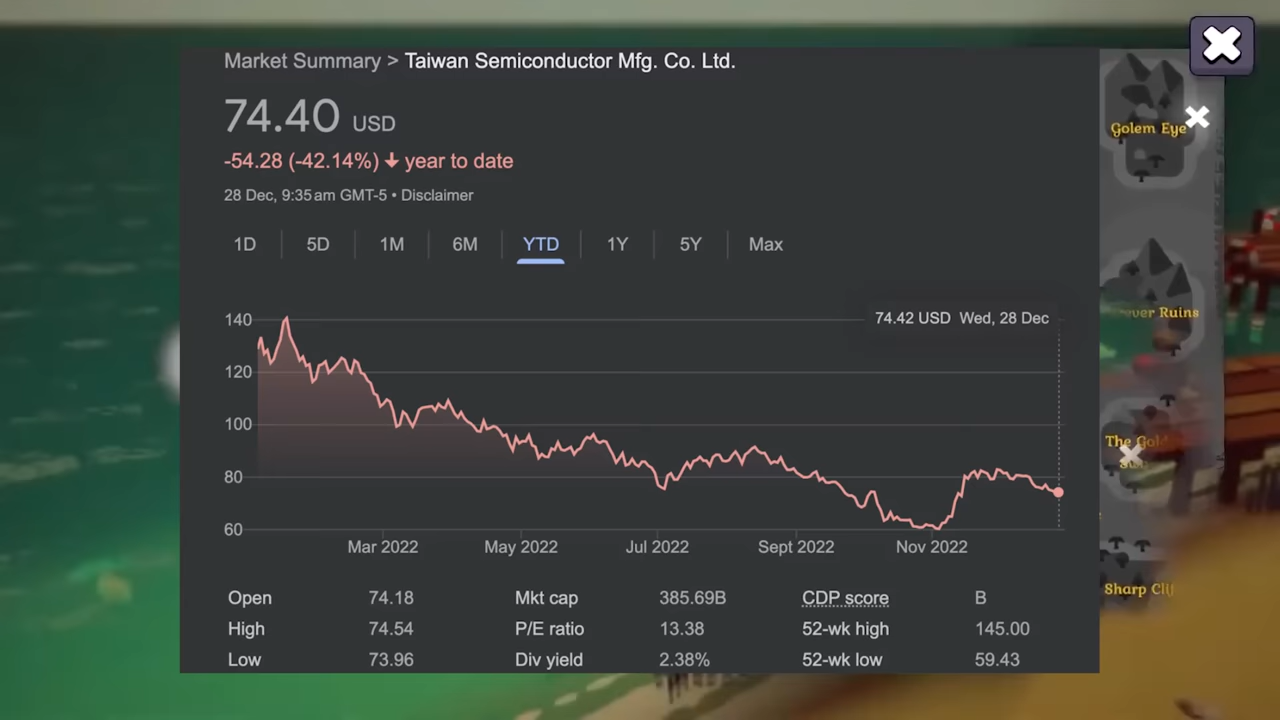 Market Summary > Taiwan Semiconductor Mfg. Co. Ltd.
74.40 USD
-54.28 (-42.14%) ↓ year to date
28 Dec, 9:35 am GMT-5 • Disclaimer
1D 5D 1M 6M YTD 1Y 5Y Max
74.42 USD Wed, 28 Dec
140
120
100
80
60
Mar 2022 May 2022 Jul 2022 Sept 2022 Nov 2022
Open 74.18 Mkt cap 385.69B CDP score B
High 74.54 P/E ratio 13.38 52-wk high 145.00
Low 73.96 Div yield 2.38% 52-wk low 59.43
Golem Eye
Ruins
The Gold
Sharp